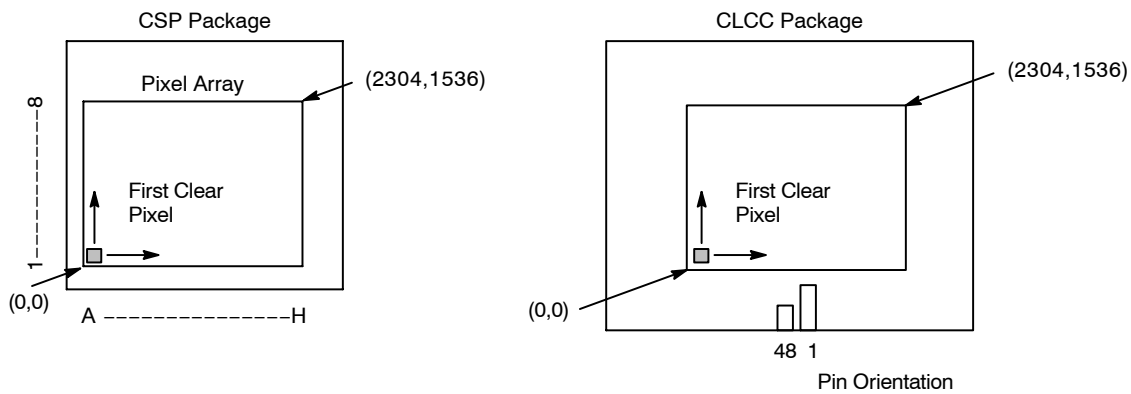 CSP Package
Pixel Array
(2304,1536)
8
1
First Clear
Pixel
(0,0)
A
H
CLCC Package
(2304,1536)
First Clear
Pixel
(0,0)
48 1
Pin Orientation